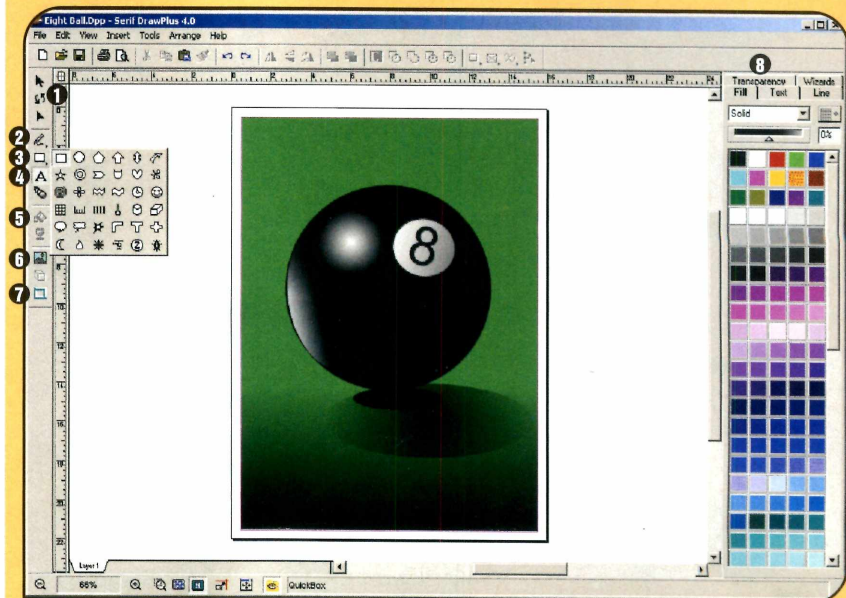 Eight Ball.Dpp - Serif DrawPlus 4.0
File Edit View Insert Tools Arrange Help
8
Transparency Wizards
Fill Text Line
1
Solid
0%
2
3
4
5
6
7
8
Layer 1
66%
QuickBox